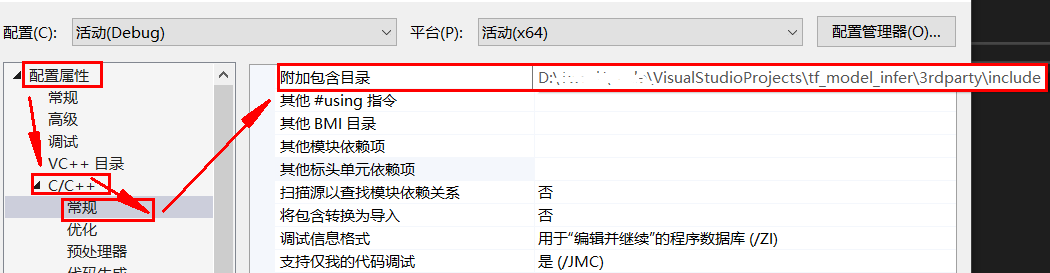 配置(C): 活动(Debug) 平台(P): 活动(x64) 配置管理器(O)...
配置属性
常规
高级
调试
VC++ 目录
C/C++
常规
优化
预处理器
附加包含目录 D:\ \VisualStudioProjects\tf_model_infer\3rdparty\include
其他 #using 指令
其他 BMI 目录
其他模块依赖项
其他标头单元依赖项
扫描源以查找模块依赖关系 否
将包含转换为导入 否
调试信息格式 用于“编辑并继续”的程序数据库 (/ZI)
支持仅我的代码调试 是 (/JMC)